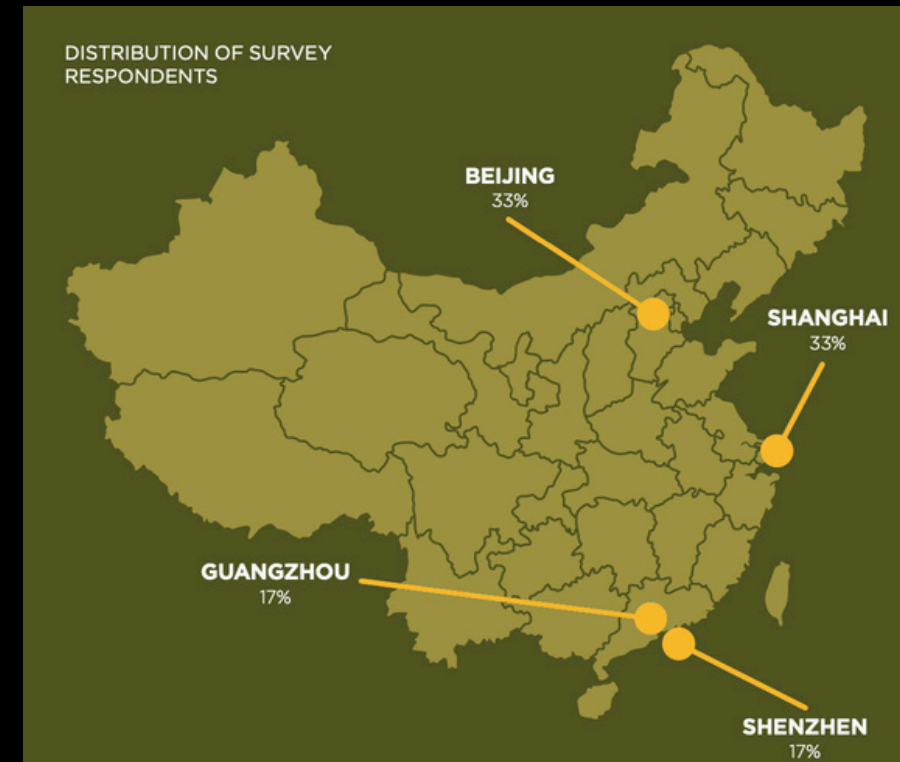 DISTRIBUTION OF SURVEY
RESPONDENTS
BEIJING
33%
SHANGHAI
33%
GUANGZHOU
17%
SHENZHEN
17%